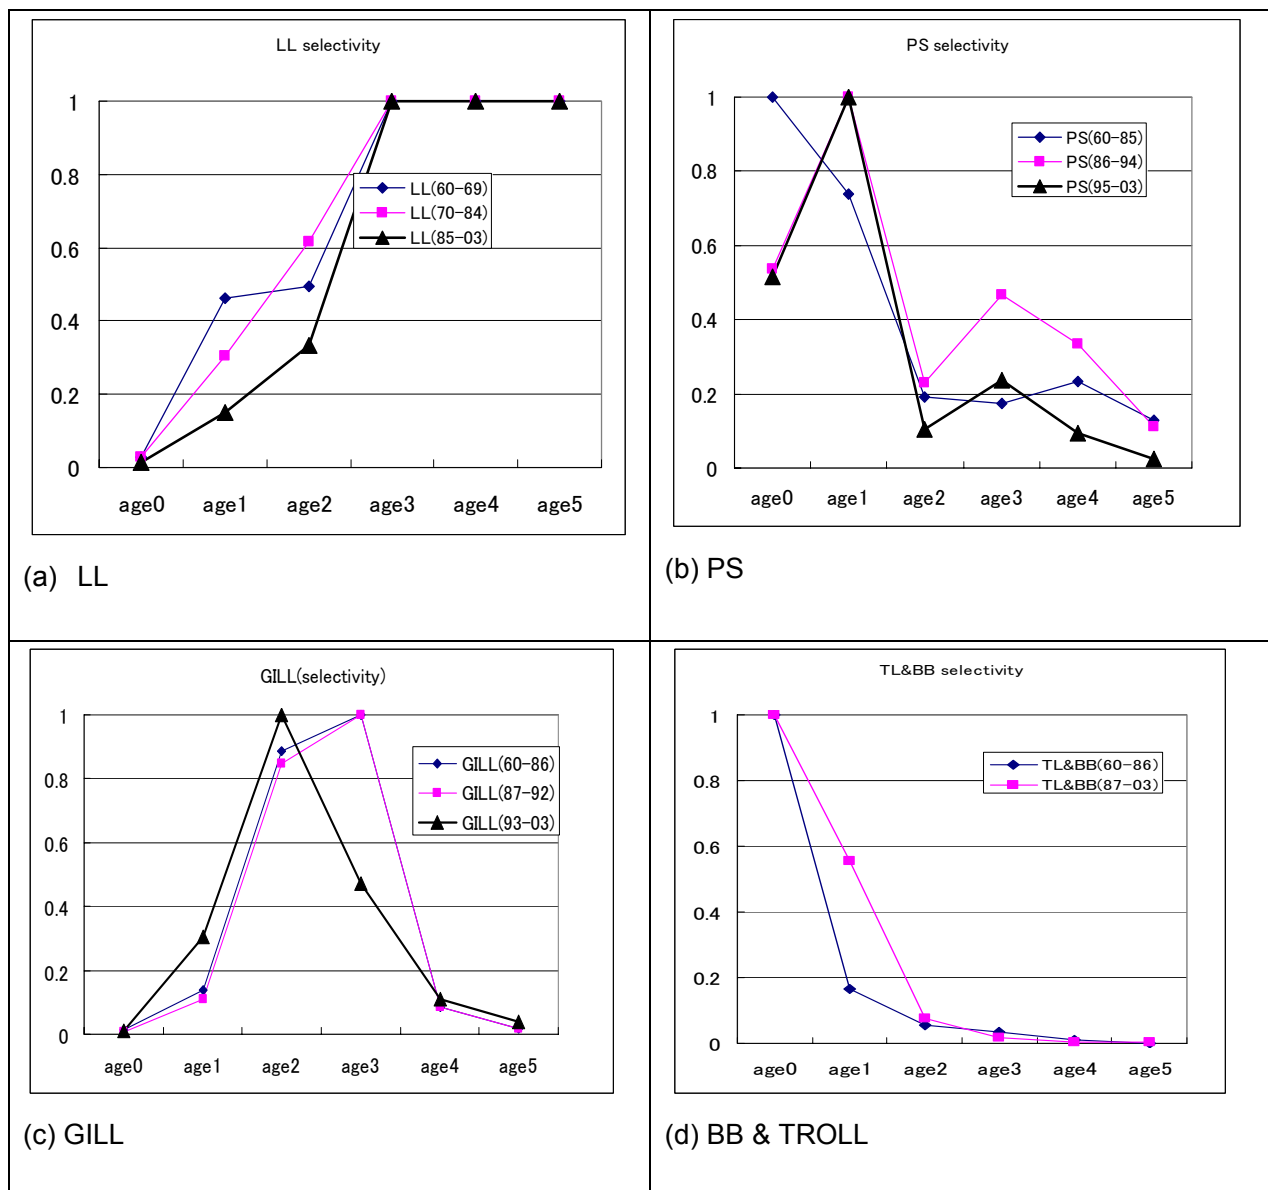 LL selectivity
1
0.8
0.6
0.4
0.2
0
LL(60-69)
LL(70-84)
LL(85-03)
age0 age1 age2 age3 age4 age5
(a) LL
PS selectivity
1
0.8
0.6
0.4
0.2
0
PS(60-85)
PS(86-94)
PS(95-03)
age0 age1 age2 age3 age4 age5
(b) PS
GILL(selectivity)
1
0.8
0.6
0.4
0.2
0
GILL(60-86)
GILL(87-92)
GILL(93-03)
age0 age1 age2 age3 age4 age5
(c) GILL
TL&BB selectivity
1
0.8
0.6
0.4
0.2
0
TL&BB(60-86)
TL&BB(87-03)
age0 age1 age2 age3 age4 age5
(d) BB & TROLL